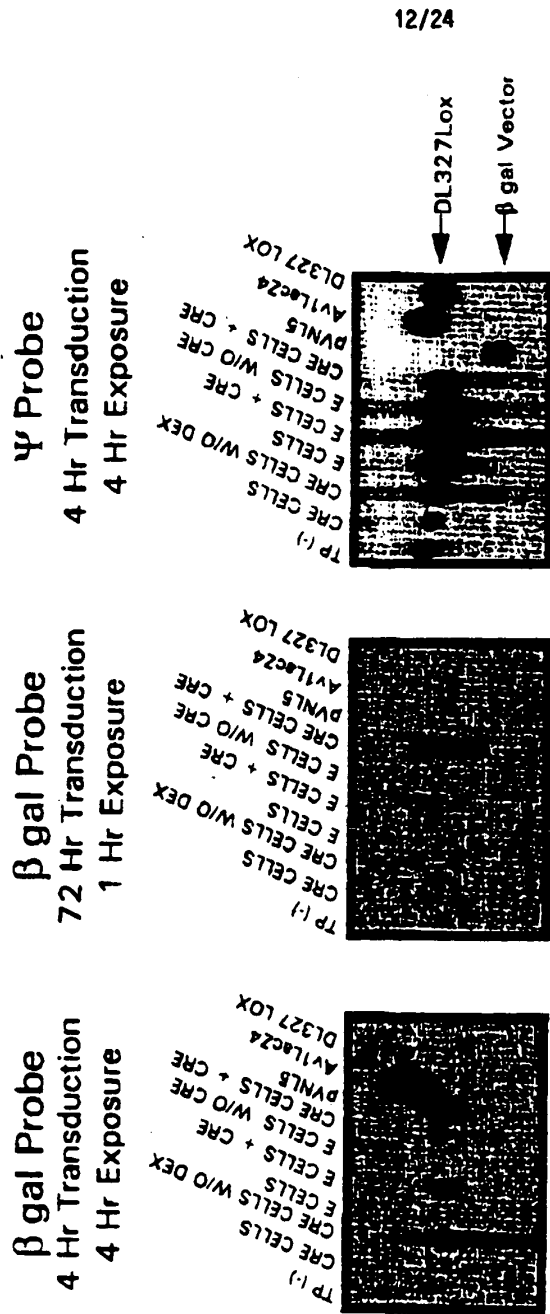 12/24
β gal Probe
4 Hr Transduction
4 Hr Exposure
TP (-)
CRE CELLS
CRE CELLS W/O DEX
E CELLS
E CELLS + CRE
E CELLS W/O CRE
CRE CELLS + CRE
pVNL5
Av1LacZ4
DL327 LOX
β gal Probe
72 Hr Transduction
1 Hr Exposure
TP (-)
CRE CELLS
CRE CELLS W/O DEX
E CELLS
E CELLS + CRE
E CELLS W/O CRE
CRE CELLS + CRE
pVNL5
Av1LacZ4
DL327 LOX
Ψ Probe
4 Hr Transduction
4 Hr Exposure
TP (-)
CRE CELLS
CRE CELLS W/O DEX
E CELLS
E CELLS + CRE
E CELLS W/O CRE
CRE CELLS + CRE
pVNL5
Av1LacZ4
DL327 LOX
DL327Lox
β gal Vector